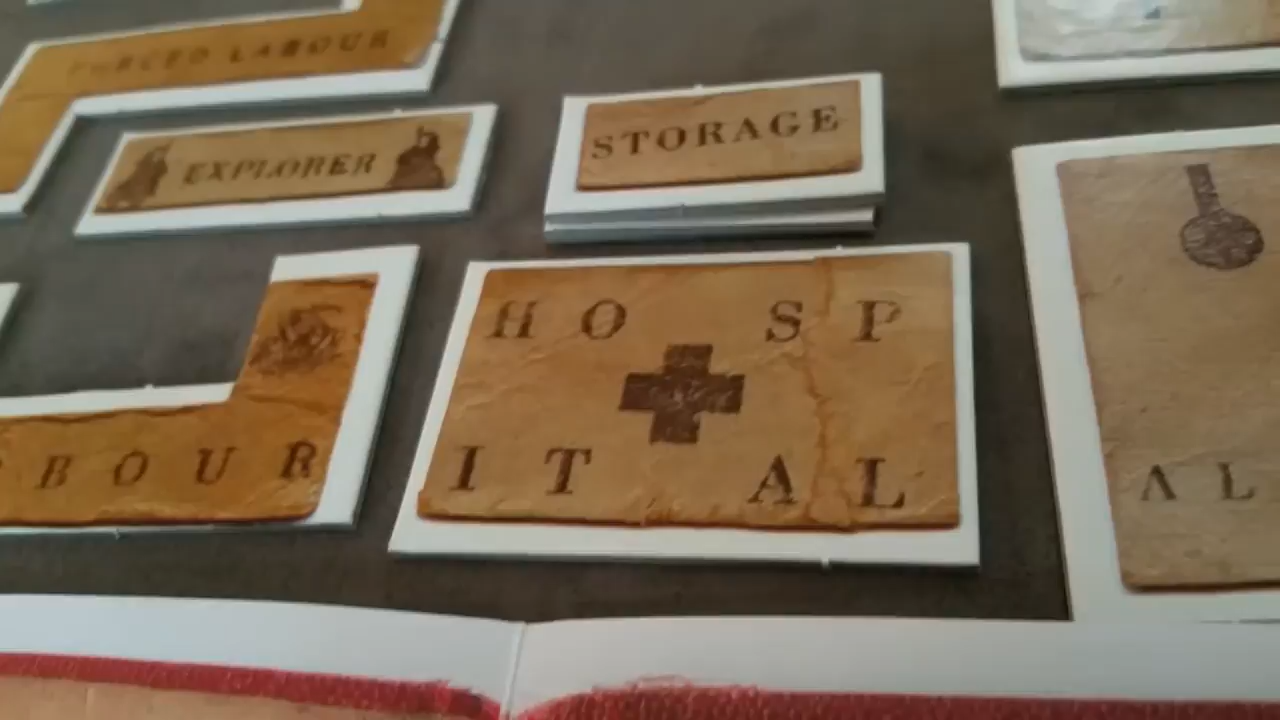 FORCED LABOUR
EXPLORER
STORAGE
HO SP
IT AL
BOUR
AL